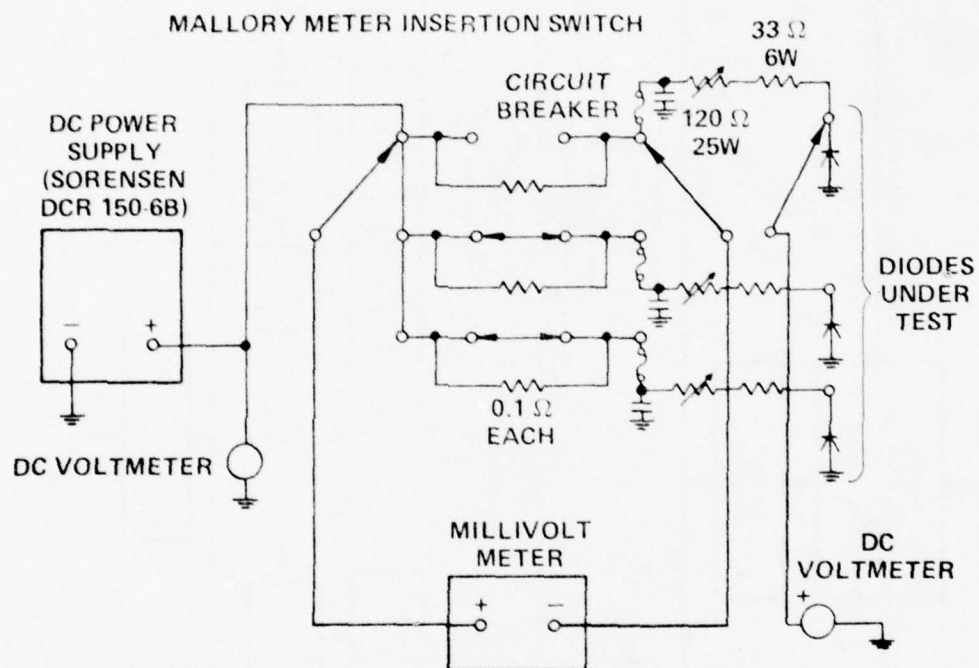 MALLORY METER INSERTION SWITCH
33 Ω
6W
CIRCUIT
BREAKER
120 Ω
25W
DC POWER
SUPPLY
(SORENSEN
DCR 150-6B)
− +
DIODES
UNDER
TEST
0.1 Ω
EACH
DC VOLTMETER
MILLIVOLT
METER
+ −
DC
VOLTMETER
+